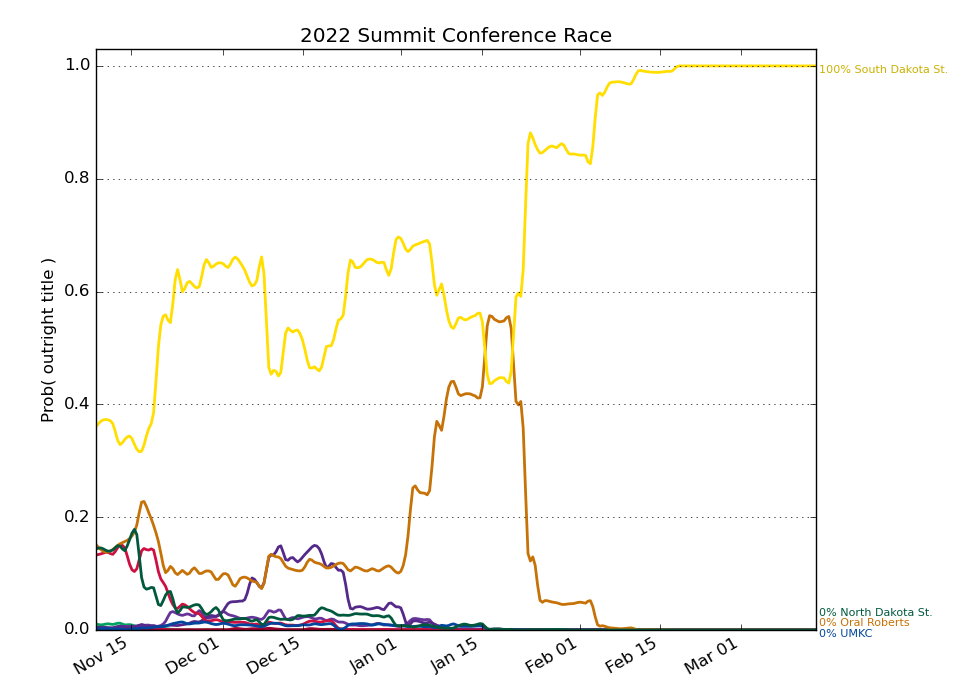 2022 Summit Conference Race
Prob( outright title )
1.0
0.8
0.6
0.4
0.2
0.0
100% South Dakota St.
0% North Dakota St.
0% Oral Roberts
0% UMKC
Nov 15
Dec 01
Dec 15
Jan 01
Jan 15
Feb 01
Feb 15
Mar 01